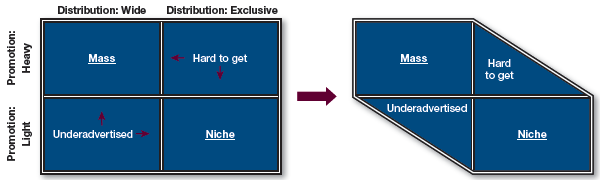 Distribution: Wide
Distribution: Exclusive
Promotion:
Heavy
Mass
Hard to get
Promotion:
Light
Underadvertised
Niche
Mass
Hard
to get
Underadvertised
Niche